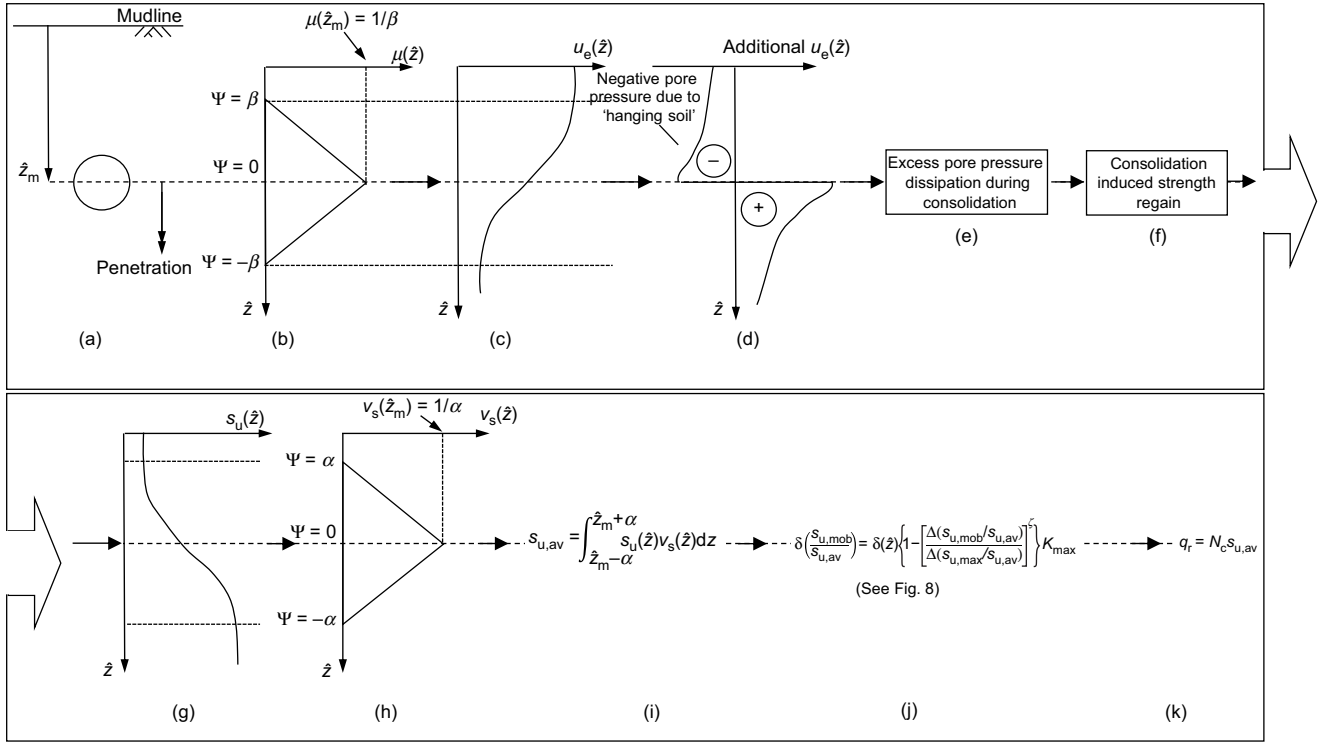 Mudline
ẑm
Penetration
(a)
μ(ẑm) = 1/β
μ(ẑ)
Ψ = β
Ψ = 0
Ψ = −β
ẑ
(b)
ue(ẑ)
ẑ
(c)
Additional ue(ẑ)
Negative pore
pressure due to
‘hanging soil’
−
+
ẑ
(d)
Excess pore pressure
dissipation during
consolidation
(e)
Consolidation
induced strength
regain
(f)
su(ẑ)
ẑ
(g)
vs(ẑm) = 1/α
vs(ẑ)
Ψ = α
Ψ = 0
Ψ = −α
ẑ
(h)
su,av = ∫ẑm−α ẑm+α su(ẑ)vs(ẑ)dz
(i)
δ(su,mob/su,av) = δ(ẑ){1−[Δ(su,mob/su,av)/Δ(su,max/su,av)]ζ}Kmax
(See Fig. 8)
(j)
qr = Ncsu,av
(k)